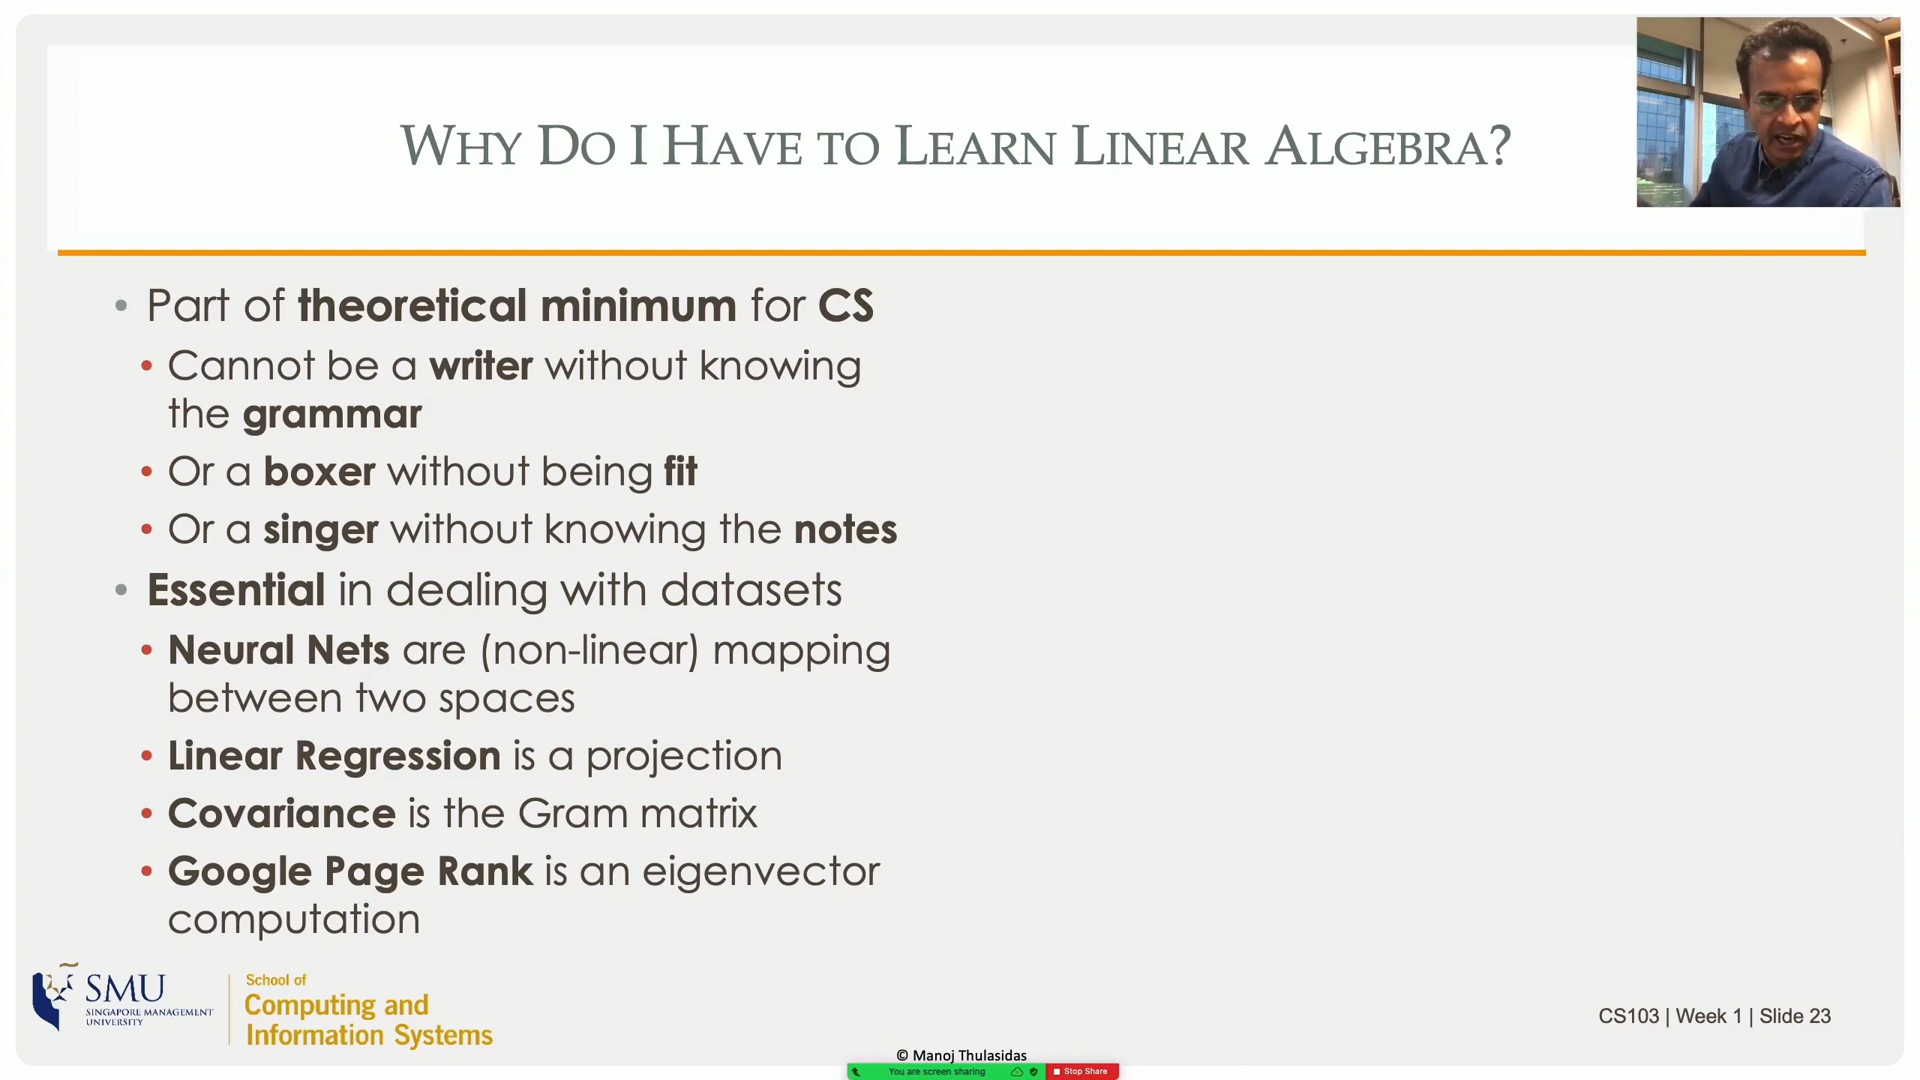 WHY DO I HAVE TO LEARN LINEAR ALGEBRA?
• Part of theoretical minimum for CS
• Cannot be a writer without knowing
the grammar
• Or a boxer without being fit
• Or a singer without knowing the notes
• Essential in dealing with datasets
• Neural Nets are (non-linear) mapping
between two spaces
• Linear Regression is a projection
• Covariance is the Gram matrix
• Google Page Rank is an eigenvector
computation
SMU
SINGAPORE MANAGEMENT
UNIVERSITY
School of
Computing and
Information Systems
CS103 | Week 1 | Slide 23
© Manoj Thulasidas
You are screen sharing
Stop Share